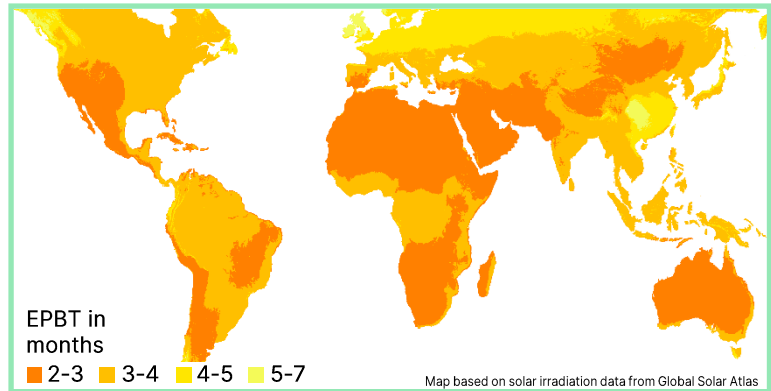 EPBT in
months
2-3 3-4 4-5 5-7
Map based on solar irradiation data from Global Solar Atlas